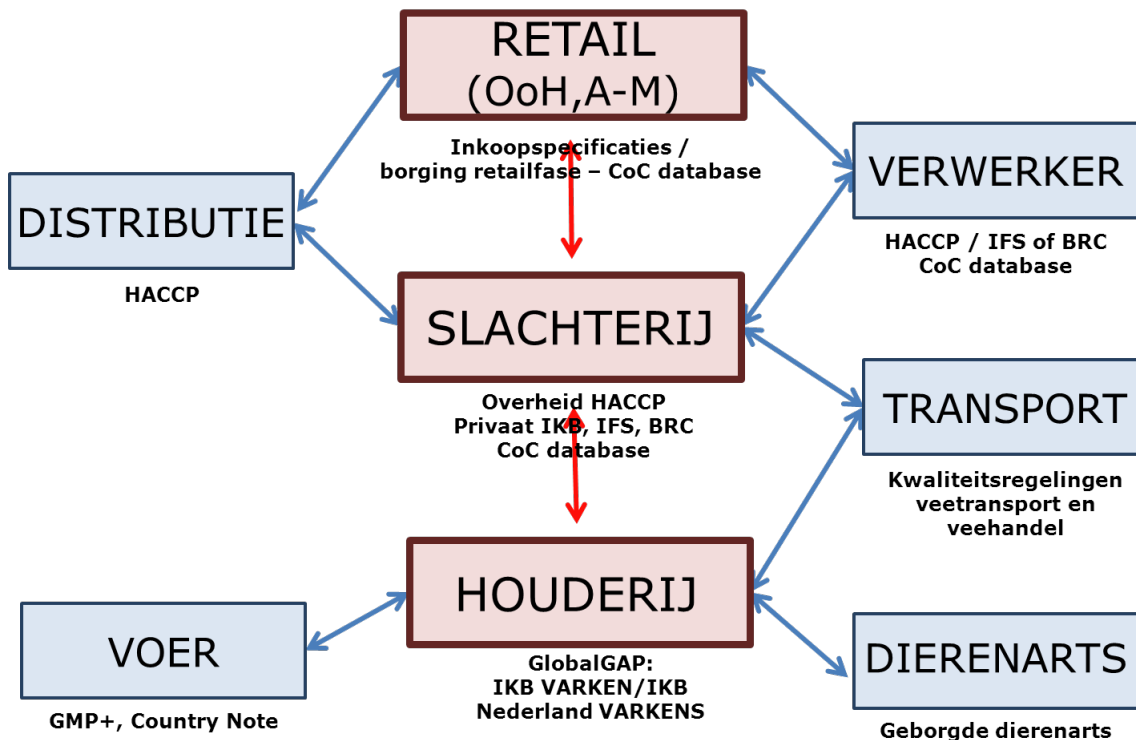 RETAIL
(OoH,A-M)
Inkoopspecificaties /
borging retailfase – CoC database
DISTRIBUTIE
HACCP
VERWERKER
HACCP / IFS of BRC
CoC database
SLACHTERIJ
Overheid HACCP
Privaat IKB, IFS, BRC
CoC database
TRANSPORT
Kwaliteitsregelingen
veetransport en
veehandel
HOUDERIJ
GlobalGAP:
IKB VARKEN/IKB
Nederland VARKENS
VOER
GMP+, Country Note
DIERENARTS
Geborgde dierenarts